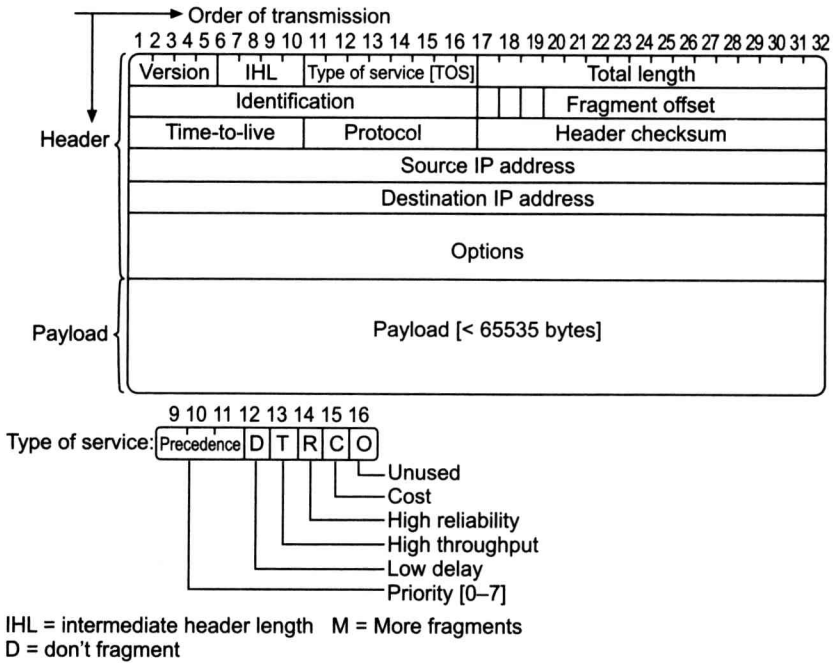 Order of transmission
1 2 3 4 5 6 7 8 9 10 11 12 13 14 15 16 17 18 19 20 21 22 23 24 25 26 27 28 29 30 31 32
Version IHL Type of service [TOS] Total length
Identification Fragment offset
Header
Time-to-live Protocol Header checksum
Source IP address
Destination IP address
Options
Payload
Payload [< 65535 bytes]
9 10 11 12 13 14 15 16
Type of service: Precedence D T R C O
Unused
Cost
High reliability
High throughput
Low delay
Priority [0–7]
IHL = intermediate header length M = More fragments
D = don't fragment